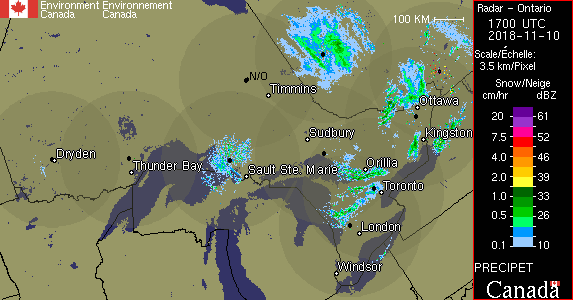 Environment Environnement
Canada Canada
100 KM
N/O
Timmins
Ottawa
Sudbury
Kingston
Dryden
Thunder Bay
Sault Ste. Marie
Orillia
Toronto
London
Windsor
Radar - Ontario
1700 UTC
2018-11-10
Scale/Échelle:
3.5 km/Pixel
Snow/Neige
cm/hr dBZ
20 61
7.5 52
4.0 46
2.0 39
1.0 33
0.5 26
0.1 10
PRECIPET
Canada